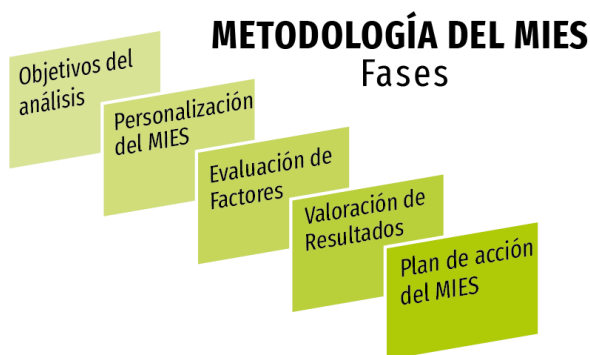 METODOLOGÍA DEL MIES
Fases
Objetivos del
análisis
Personalización
del MIES
Evaluación de
Factores
Valoración de
Resultados
Plan de acción
del MIES